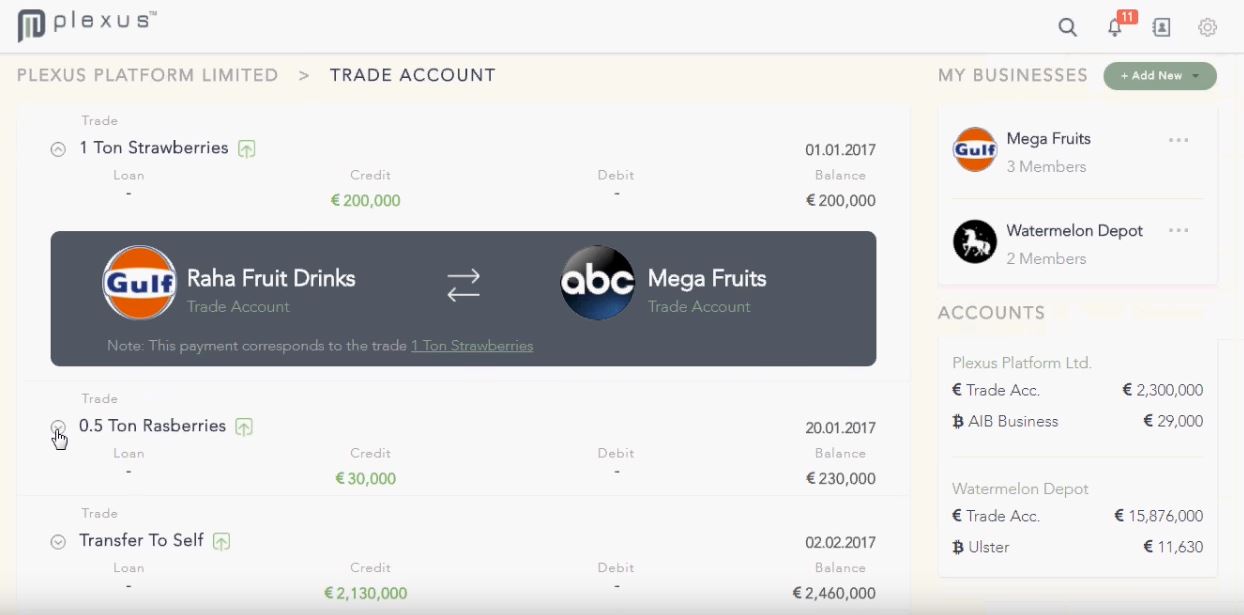 plexus™
11
PLEXUS PLATFORM LIMITED > TRADE ACCOUNT
Trade
1 Ton Strawberries
01.01.2017
Loan Credit Debit Balance
- € 200,000 - € 200,000
Gulf Raha Fruit Drinks
Trade Account
abc Mega Fruits
Trade Account
Note: This payment corresponds to the trade 1 Ton Strawberries
Trade
0.5 Ton Rasberries
20.01.2017
Loan Credit Debit Balance
- € 30,000 - € 230,000
Trade
Transfer To Self
02.02.2017
Loan Credit Debit Balance
- € 2,130,000 - € 2,460,000
MY BUSINESSES + Add New
Gulf Mega Fruits
3 Members
Watermelon Depot
2 Members
ACCOUNTS
Plexus Platform Ltd.
€ Trade Acc. € 2,300,000
₿ AIB Business € 29,000
Watermelon Depot
€ Trade Acc. € 15,876,000
₿ Ulster € 11,630